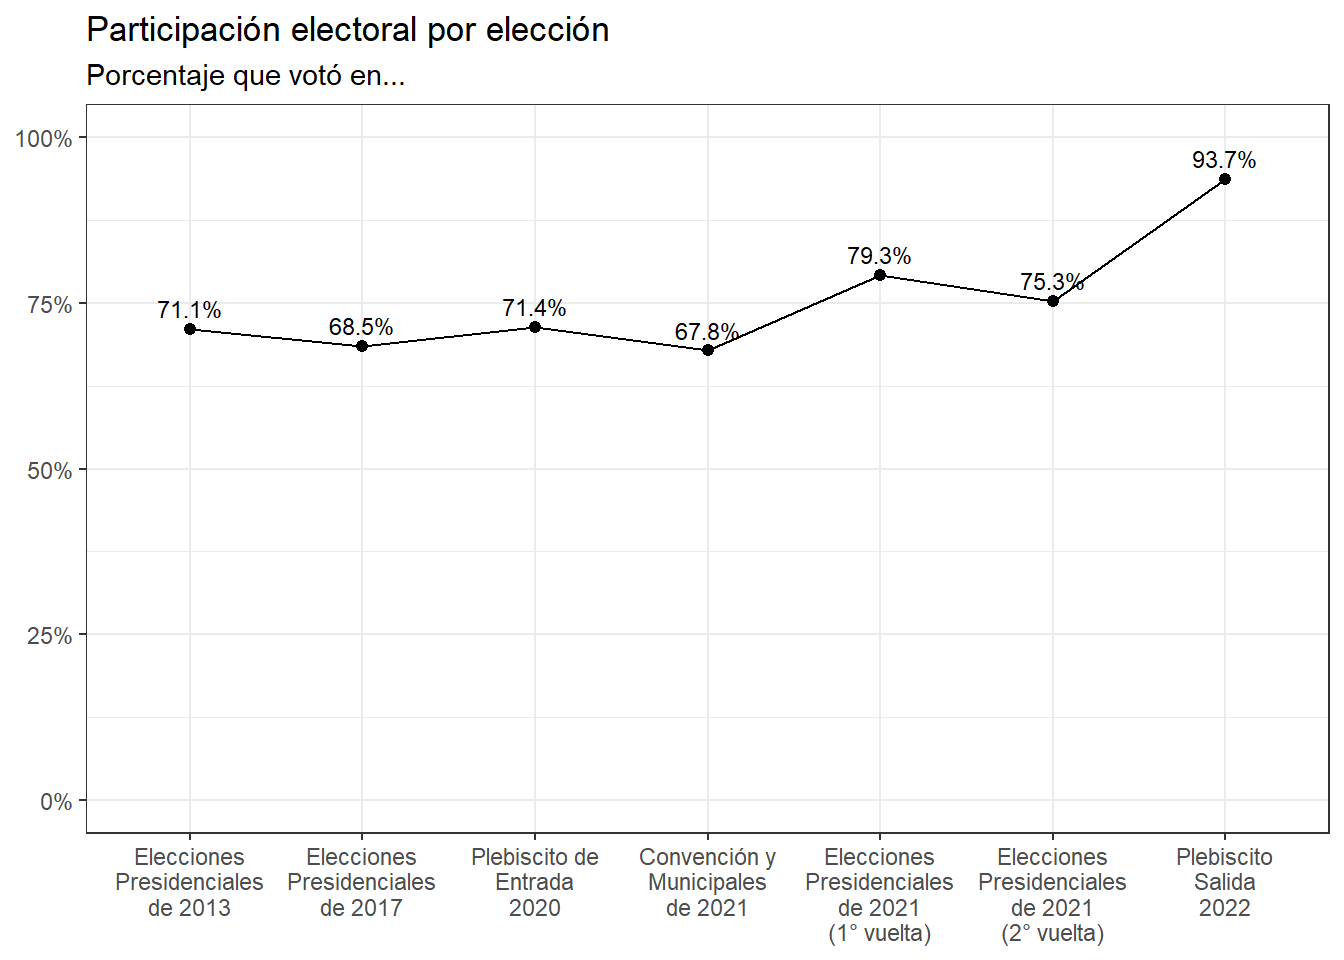 Participación electoral por elección
Porcentaje que votó en...
100%
75%
50%
25%
0%
71.1%
68.5%
71.4%
67.8%
79.3%
75.3%
93.7%
Elecciones
Presidenciales
de 2013
Elecciones
Presidenciales
de 2017
Plebiscito de
Entrada
2020
Convención y
Municipales
de 2021
Elecciones
Presidenciales
de 2021
(1° vuelta)
Elecciones
Presidenciales
de 2021
(2° vuelta)
Plebiscito
Salida
2022